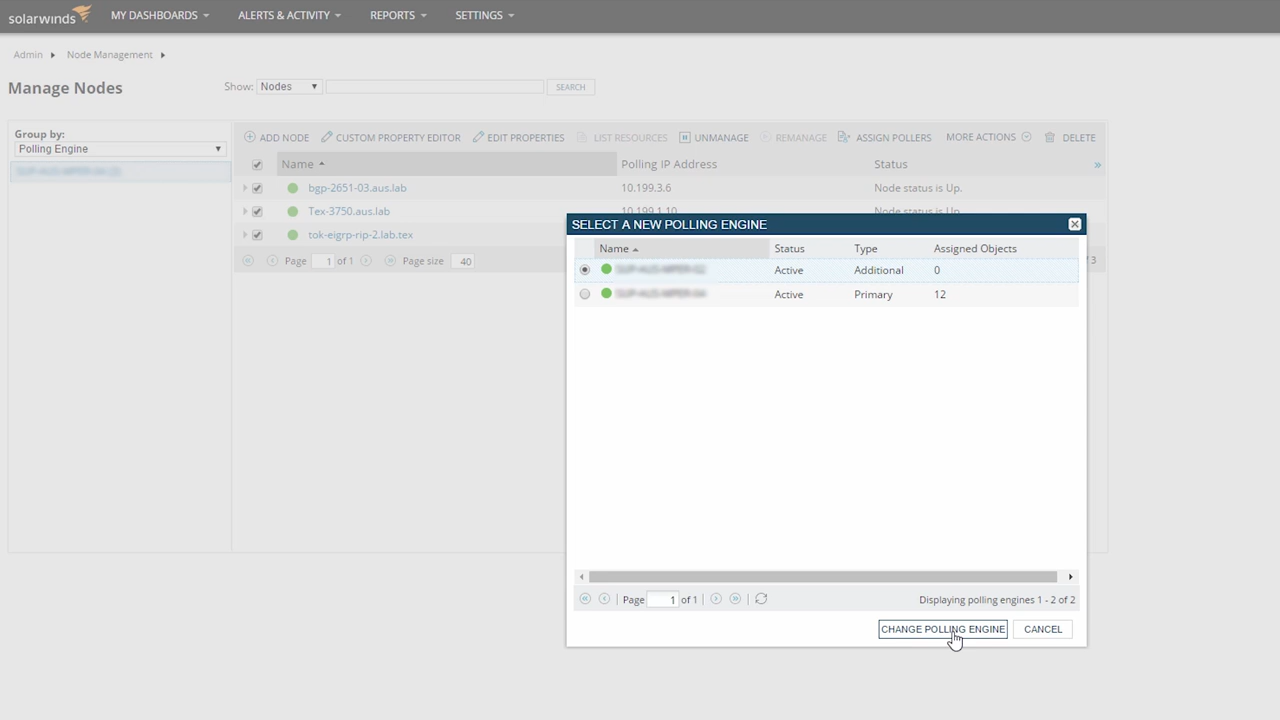 solarwinds MY DASHBOARDS ALERTS & ACTIVITY REPORTS SETTINGS
Admin Node Management
Manage Nodes Show: Nodes SEARCH
Group by:
Polling Engine
ADD NODE CUSTOM PROPERTY EDITOR EDIT PROPERTIES LIST RESOURCES UNMANAGE REMANAGE ASSIGN POLLERS MORE ACTIONS DELETE
Name Polling IP Address Status »
bgp-2651-03.aus.lab 10.199.3.6 Node status is Up.
Tex-3750.aus.lab 10.199.1.10 Node status is Up.
tok-eigrp-rip-2.lab.tex
Page 1 of 1 Page size 40 / 3
SELECT A NEW POLLING ENGINE
Name Status Type Assigned Objects
Active Additional 0
Active Primary 12
Page 1 of 1 Displaying polling engines 1 - 2 of 2
CHANGE POLLING ENGINE CANCEL